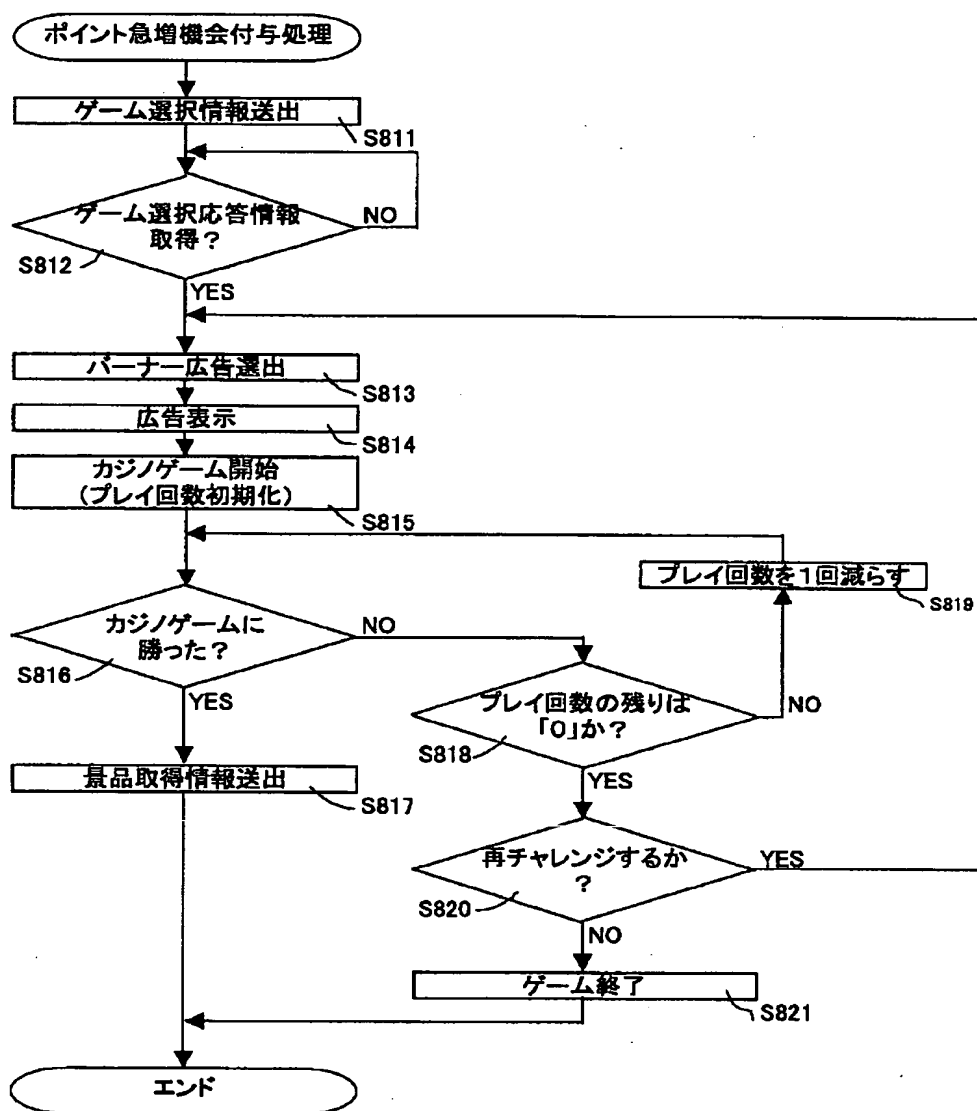 ポイント急増機会付与処理
ゲーム選択情報送出
S811
ゲーム選択応答情報
取得?
NO
S812
YES
バーナー広告選出
S813
広告表示
S814
カジノゲーム開始
(プレイ回数初期化)
S815
プレイ回数を1回減らす
S819
カジノゲームに
勝った?
NO
S816
YES
プレイ回数の残りは
「0」か?
NO
S818
YES
景品取得情報送出
S817
再チャレンジするか
?
YES
S820
NO
ゲーム終了
S821
エンド